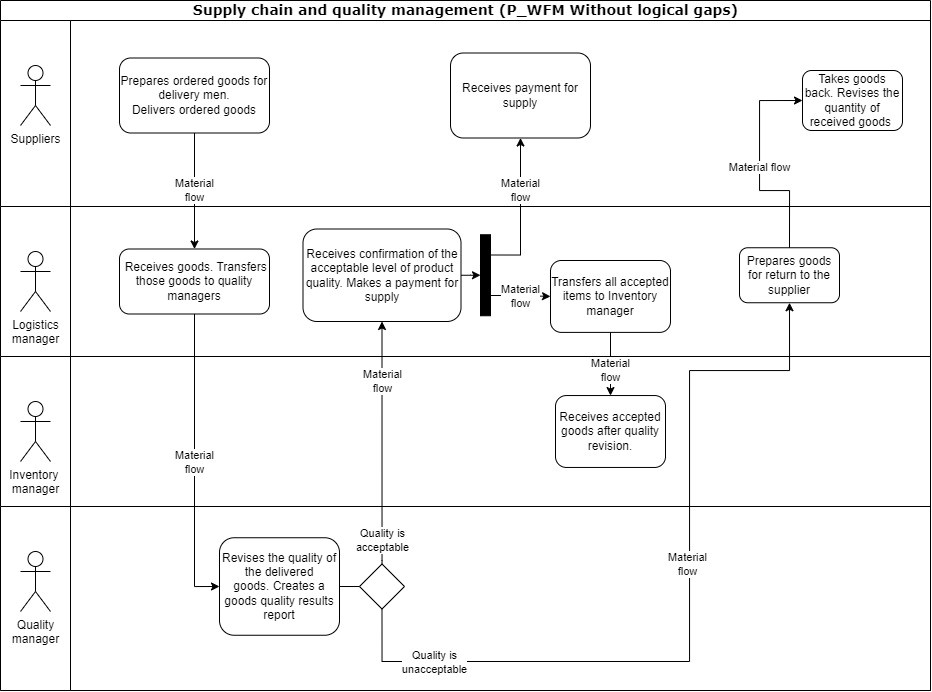 Supply chain and quality management (P_WFM Without logical gaps)
Suppliers
Prepares ordered goods for
delivery men.
Delivers ordered goods
Receives payment for
supply
Takes goods
back. Revises the
quantity of
received goods
Material
flow
Material
flow
Material flow
Logistics
manager
Receives goods. Transfers
those goods to quality
managers
Receives confirmation of the
acceptable level of product
quality. Makes a payment for
supply
Material
flow
Transfers all accepted
items to Inventory
manager
Prepares goods
for return to the
supplier
Inventory
manager
Material
flow
Material
flow
Material
flow
Receives accepted
goods after quality
revision.
Quality
manager
Revises the quality of
the delivered
goods. Creates a
goods quality results
report
Quality is
acceptable
Quality is
unacceptable
Material
flow